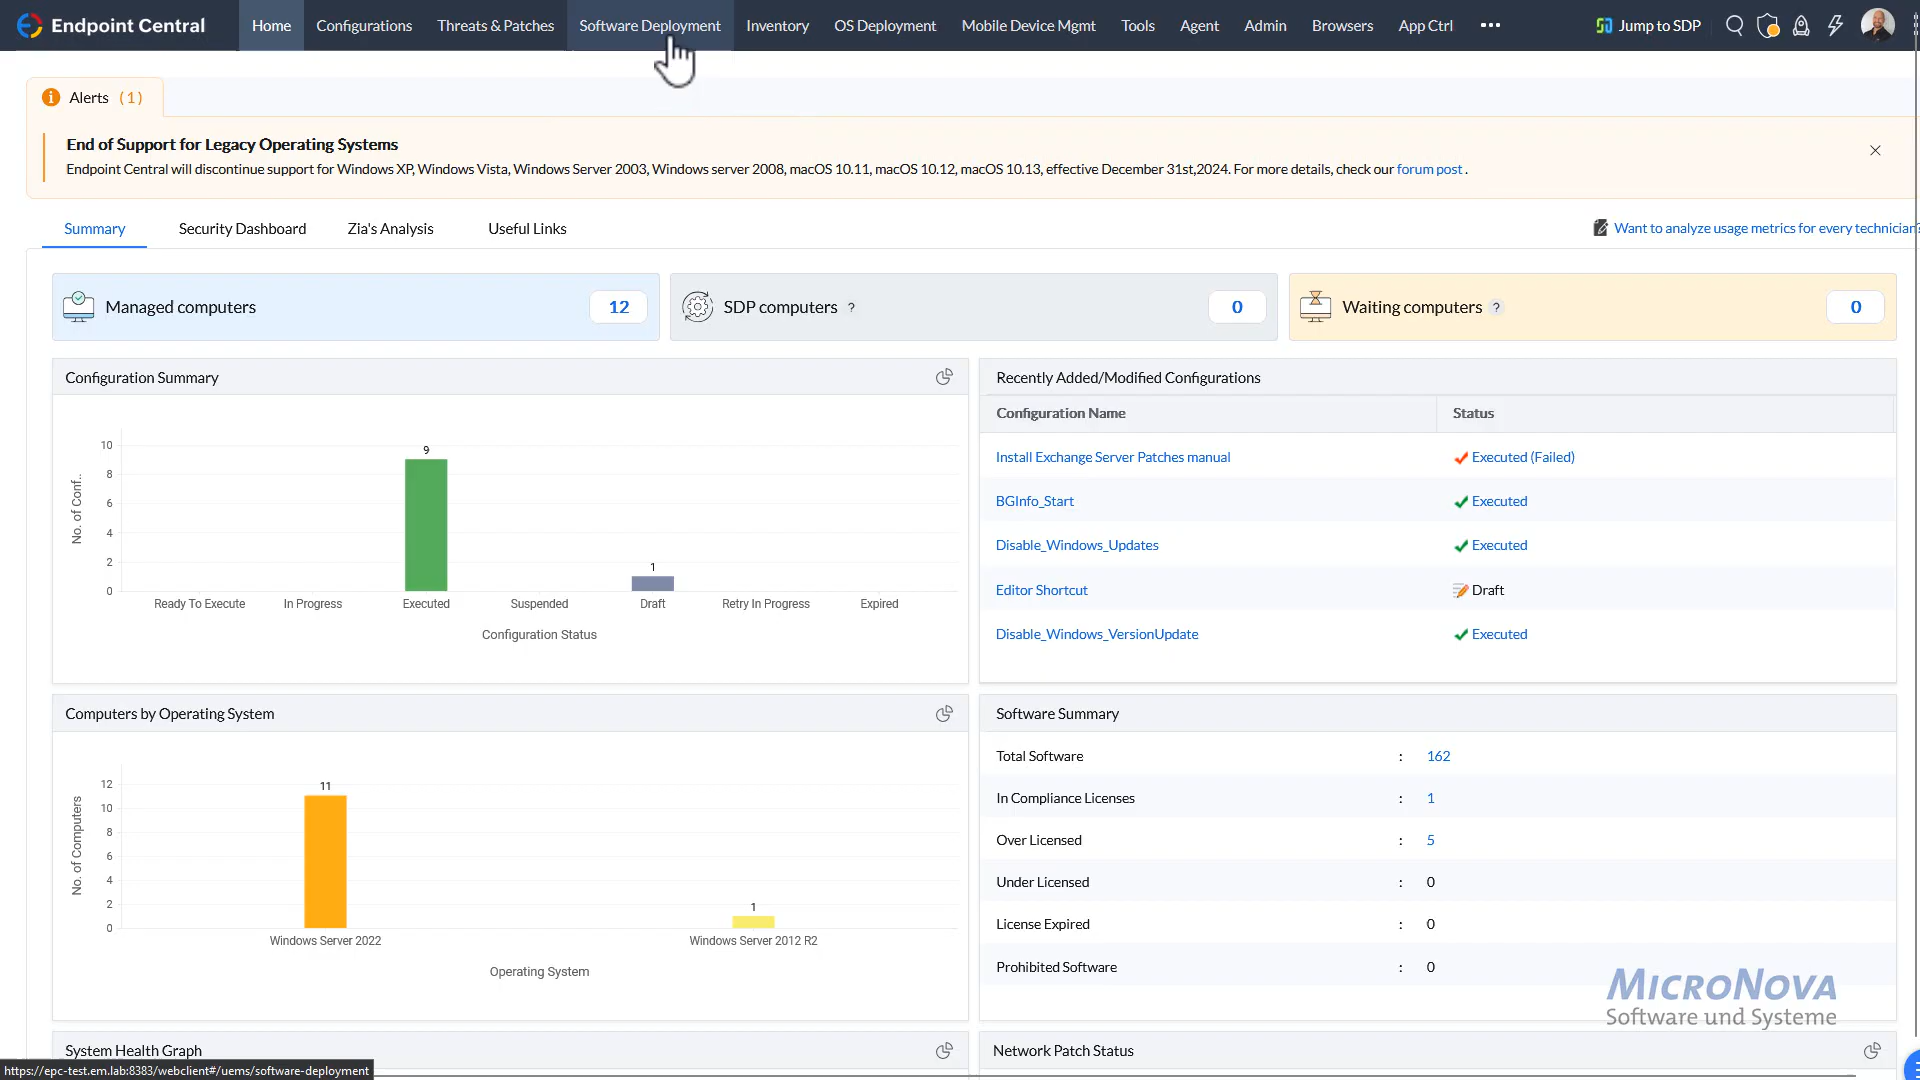 Endpoint Central
Home
Configurations
Threats & Patches
Software Deployment
Inventory
OS Deployment
Mobile Device Mgmt
Tools
Agent
Admin
Browsers
App Ctrl
Jump to SDP
Alerts (1)
End of Support for Legacy Operating Systems
Endpoint Central will discontinue support for Windows XP, Windows Vista, Windows Server 2003, Windows server 2008, macOS 10.11, macOS 10.12, macOS 10.13, effective December 31st,2024. For more details, check our forum post .
Summary
Security Dashboard
Zia's Analysis
Useful Links
Want to analyze usage metrics for every technician?
Managed computers
12
SDP computers ?
0
Waiting computers ?
0
Configuration Summary
No. of Conf..
10
8
6
4
2
0
9
1
Ready To Execute
In Progress
Executed
Suspended
Draft
Retry In Progress
Expired
Configuration Status
Recently Added/Modified Configurations
Configuration Name
Status
Install Exchange Server Patches manual
Executed (Failed)
BGInfo_Start
Executed
Disable_Windows_Updates
Executed
Editor Shortcut
Draft
Disable_Windows_VersionUpdate
Executed
Computers by Operating System
No. of Computers
12
10
8
6
4
2
0
11
1
Windows Server 2022
Windows Server 2012 R2
Operating System
Software Summary
Total Software : 162
In Compliance Licenses : 1
Over Licensed : 5
Under Licensed : 0
License Expired : 0
Prohibited Software : 0
MICRONOVA
Software und Systeme
System Health Graph
Network Patch Status
https://epc-test.em.lab:8383/webclient#/uems/software-deployment